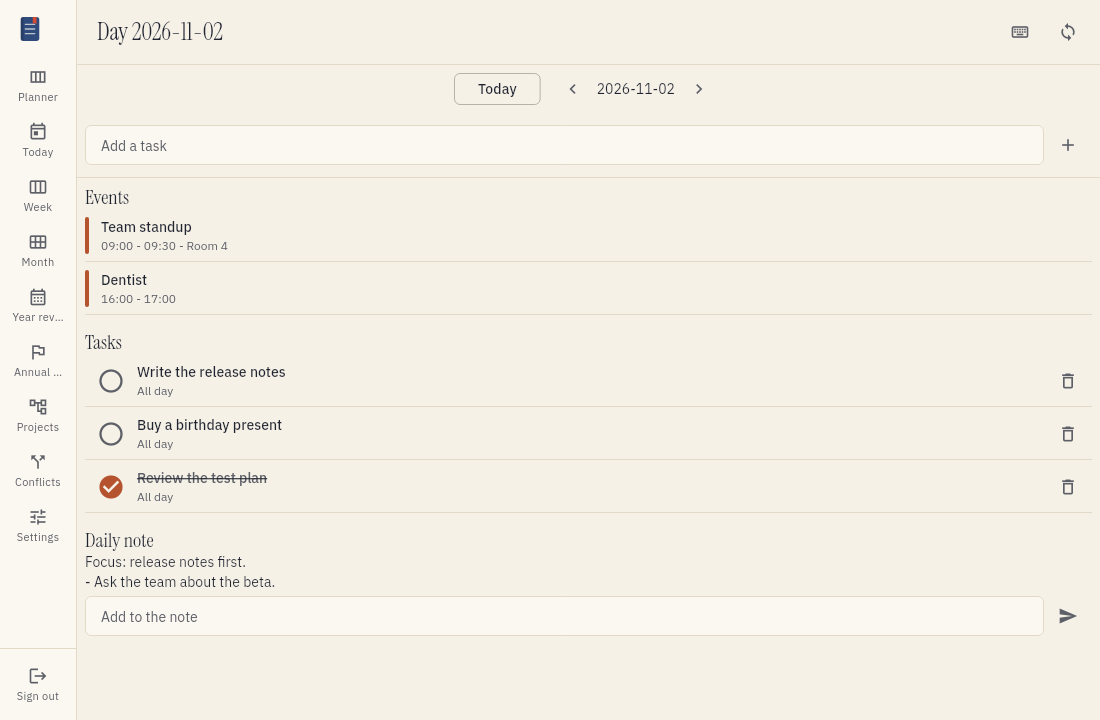 Day 2026-11-02
Planner
Today
Week
Month
Year rev...
Annual ...
Projects
Conflicts
Settings
Sign out
Today
2026-11-02
Add a task
Events
Team standup
09:00 - 09:30 - Room 4
Dentist
16:00 - 17:00
Tasks
Write the release notes
All day
Buy a birthday present
All day
Review the test plan
All day
Daily note
Focus: release notes first.
- Ask the team about the beta.
Add to the note